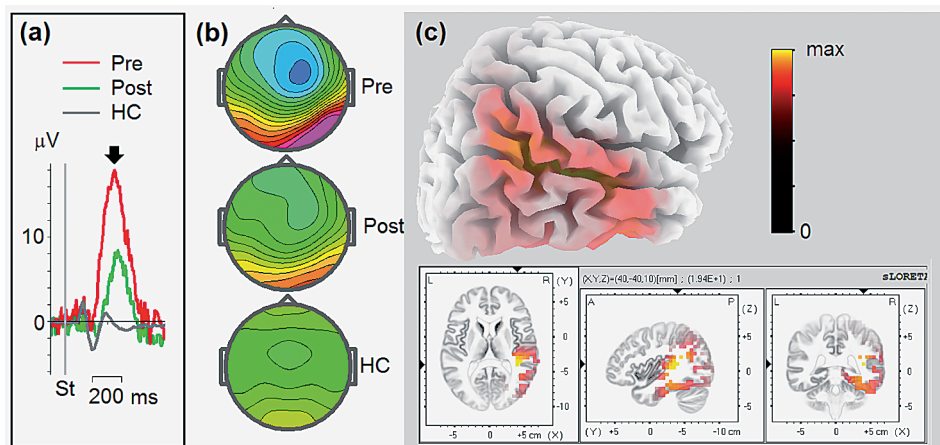 (a)
Pre
Post
HC
μV
10
0
St
200 ms
(b)
Pre
Post
HC
(c)
max
0
L R (Y)
+5
0
-5
-10
-5 0 +5 cm (X)
(X,Y,Z)=(40,-40,10)[mm] ; (1.94E+1) ; 1
sLORETA
A P (Z)
+5
0
-5
(Y) +5 0 -5 -10 cm
L R (Z)
+5
0
-5
-5 0 +5 cm (X)